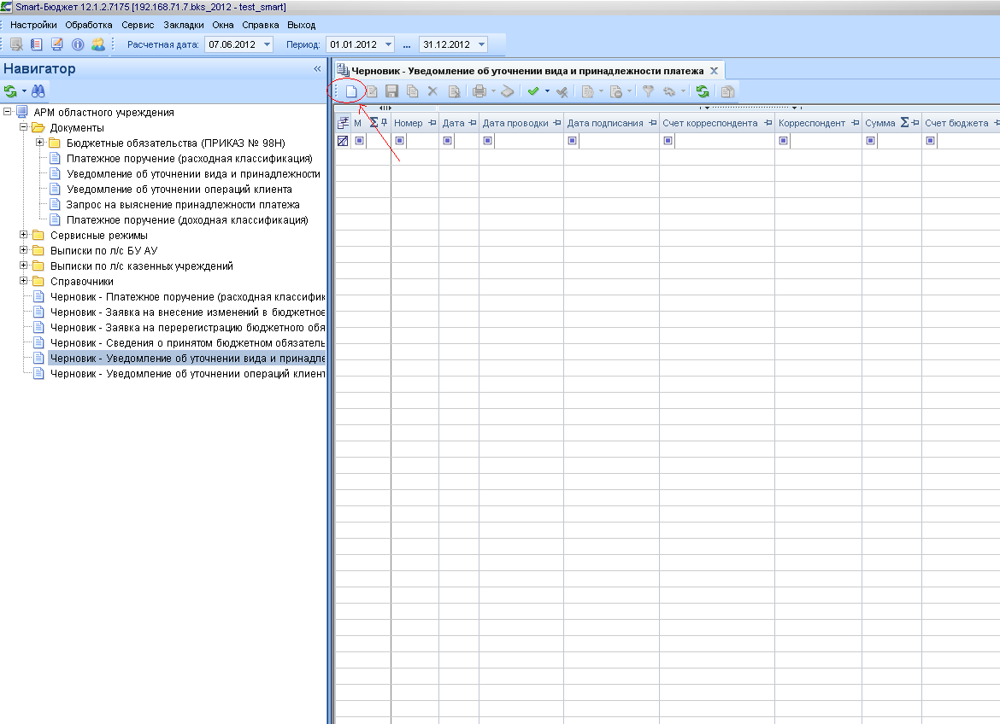 Smart-Бюджет 12.1.2.7175 [192.168.71.7.bks_2012 - test_smart]
Настройки Обработка Сервис Закладки Окна Справка Выход
Расчетная дата: 07.06.2012 Период: 01.01.2012 ... 31.12.2012
Навигатор
Черновик - Уведомление об уточнении вида и принадлежности платежа
АРМ областного учреждения
Документы
Бюджетные обязательства (ПРИКАЗ № 98Н)
Платежное поручение (расходная классификация)
Уведомление об уточнении вида и принадлежности
Уведомление об уточнении операций клиента
Запрос на выяснение принадлежности платежа
Платежное поручение (доходная классификация)
Сервисные режимы
Выписки по л/с БУ АУ
Выписки по л/с казенных учреждений
Справочники
Черновик - Платежное поручение (расходная классифик
Черновик - Заявка на внесение изменений в бюджетное
Черновик - Заявка на перерегистрацию бюджетного обя
Черновик - Сведения о принятом бюджетном обязатель
Черновик - Уведомление об уточнении вида и принадле
Черновик - Уведомление об уточнении операций клиент
М Σ Номер Дата Дата проводки Дата подписания Счет корреспондента Корреспондент Сумма Σ Счет бюджета